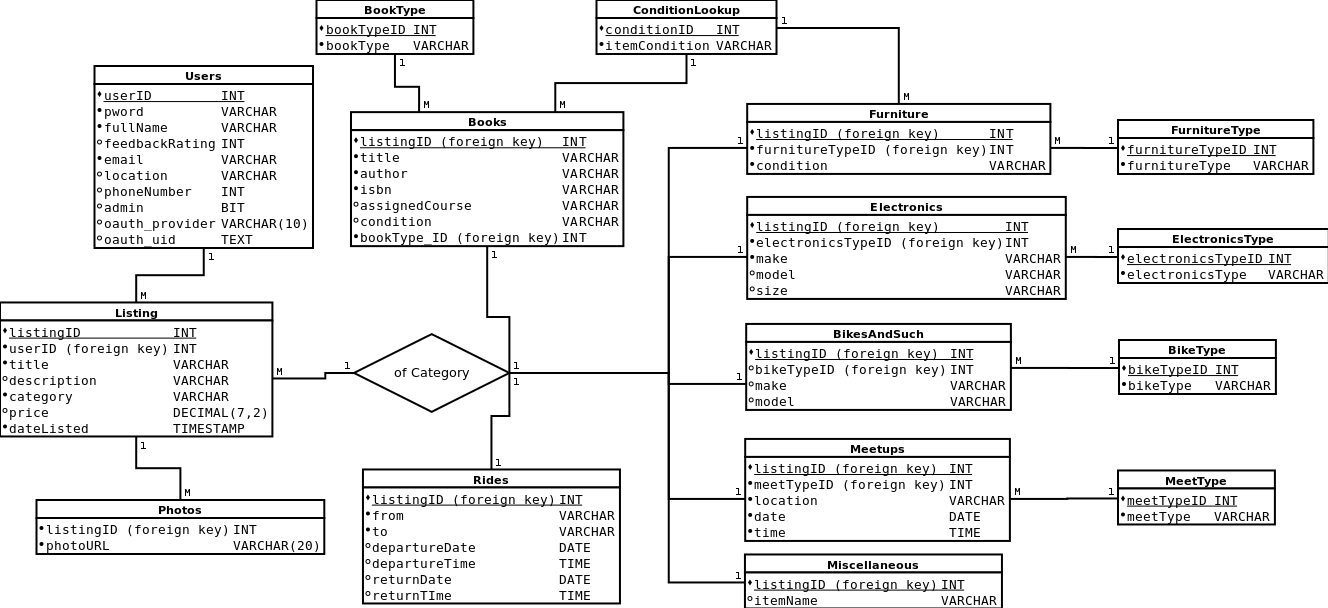 BookType
bookTypeID INT
bookType VARCHAR
1
M
ConditionLookup
conditionID INT
itemCondition VARCHAR
1
1
M
M
Users
userID INT
pword VARCHAR
fullName VARCHAR
feedbackRating INT
email VARCHAR
location VARCHAR
phoneNumber INT
admin BIT
oauth_provider VARCHAR(10)
oauth_uid TEXT
1
M
Books
listingID (foreign key) INT
title VARCHAR
author VARCHAR
isbn VARCHAR
assignedCourse VARCHAR
condition VARCHAR
bookType_ID (foreign key) INT
1
Furniture
listingID (foreign key) INT
furnitureTypeID (foreign key) INT
condition VARCHAR
1
M
1
FurnitureType
furnitureTypeID INT
furnitureType VARCHAR
Electronics
listingID (foreign key) INT
electronicsTypeID (foreign key) INT
make VARCHAR
model VARCHAR
size VARCHAR
1
M
1
ElectronicsType
electronicsTypeID INT
electronicsType VARCHAR
Listing
listingID INT
userID (foreign key) INT
title VARCHAR
description VARCHAR
category VARCHAR
price DECIMAL(7,2)
dateListed TIMESTAMP
M
1
of Category
1
1
BikesAndSuch
listingID (foreign key) INT
bikeTypeID (foreign key) INT
make VARCHAR
model VARCHAR
1
M
1
BikeType
bikeTypeID INT
bikeType VARCHAR
1
M
Photos
listingID (foreign key) INT
photoURL VARCHAR(20)
1
Rides
listingID (foreign key) INT
from VARCHAR
to VARCHAR
departureDate DATE
departureTime TIME
returnDate DATE
returnTIme TIME
Meetups
listingID (foreign key) INT
meetTypeID (foreign key) INT
location VARCHAR
date DATE
time TIME
1
M
1
MeetType
meetTypeID INT
meetType VARCHAR
Miscellaneous
listingID (foreign key) INT
itemName VARCHAR
1